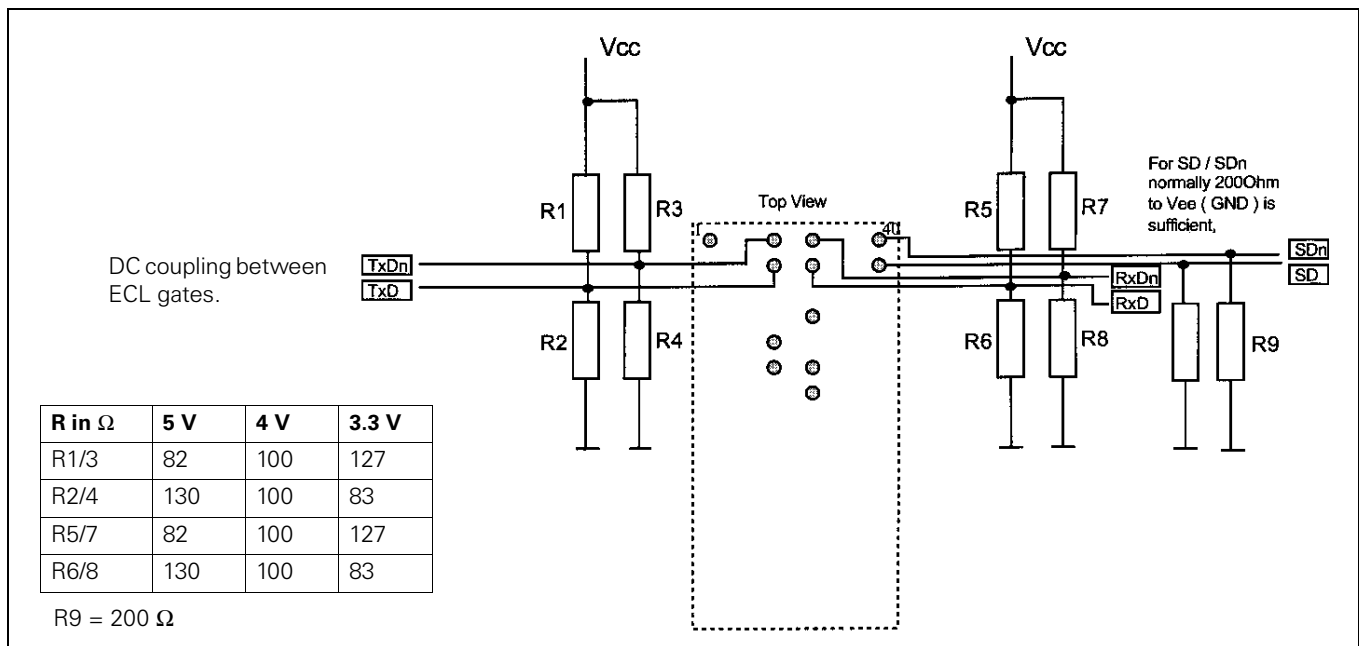 Vcc
Vcc
For SD / SDn
normally 200Ohm
to Vee ( GND ) is
sufficient,
R1
R3
Top View
R5
R7
1
40
DC coupling between
ECL gates.
TxDn
TxD
SDn
SD
RxDn
RxD
R2
R4
R6
R8
R9
R in Ω 5 V 4 V 3.3 V
R1/3 82 100 127
R2/4 130 100 83
R5/7 82 100 127
R6/8 130 100 83
R9 = 200 Ω